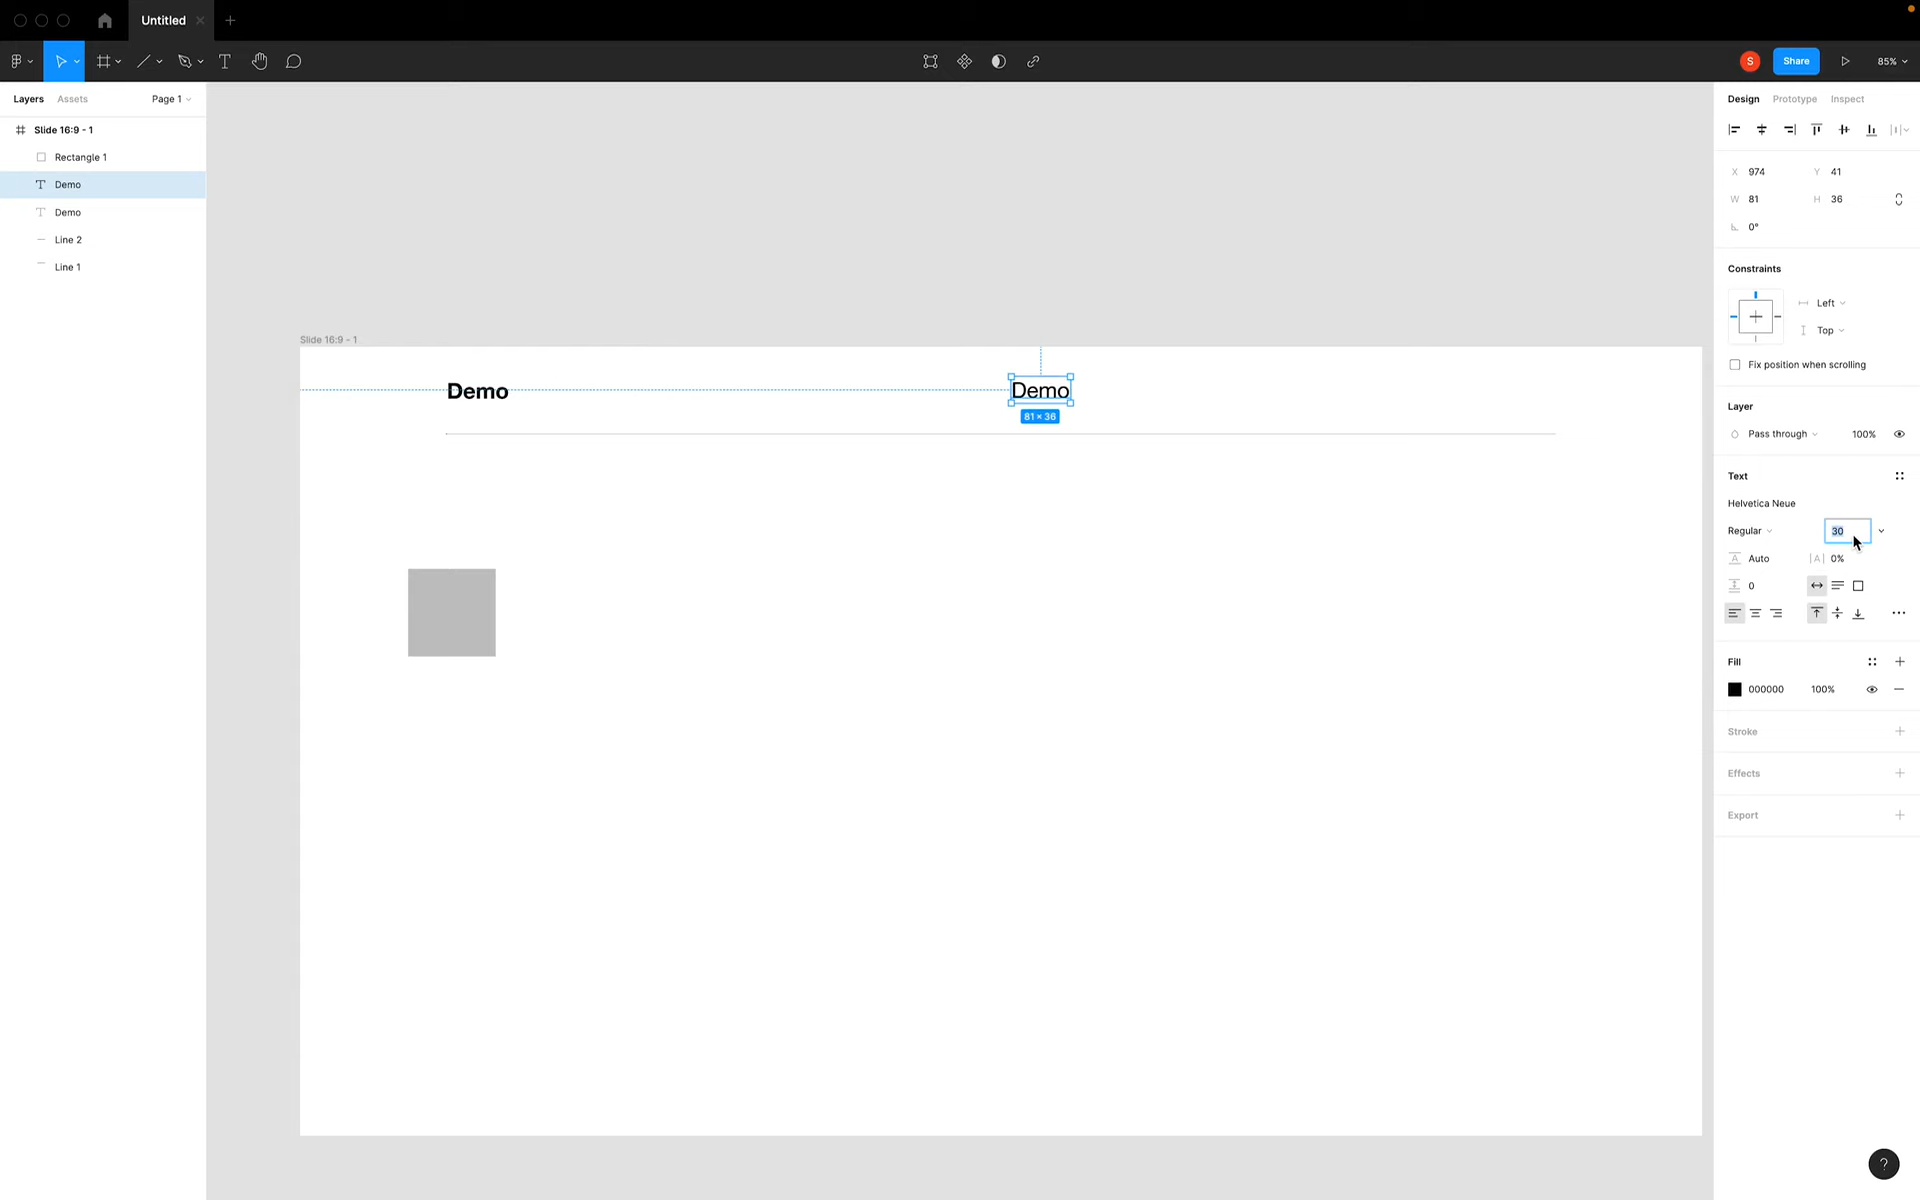 Untitled
S
Share
85%
Layers Assets Page 1
Slide 16:9 - 1
Rectangle 1
Demo
Demo
Line 2
Line 1
Slide 16:9 - 1
Demo Demo
81 × 36
Design Prototype Inspect
X 974 Y 41
W 81 H 36
0°
Constraints
Left
Top
Fix position when scrolling
Layer
Pass through 100%
Text
Helvetica Neue
Regular 30
A Auto |A| 0%
0
Fill
000000 100%
Stroke
Effects
Export
?